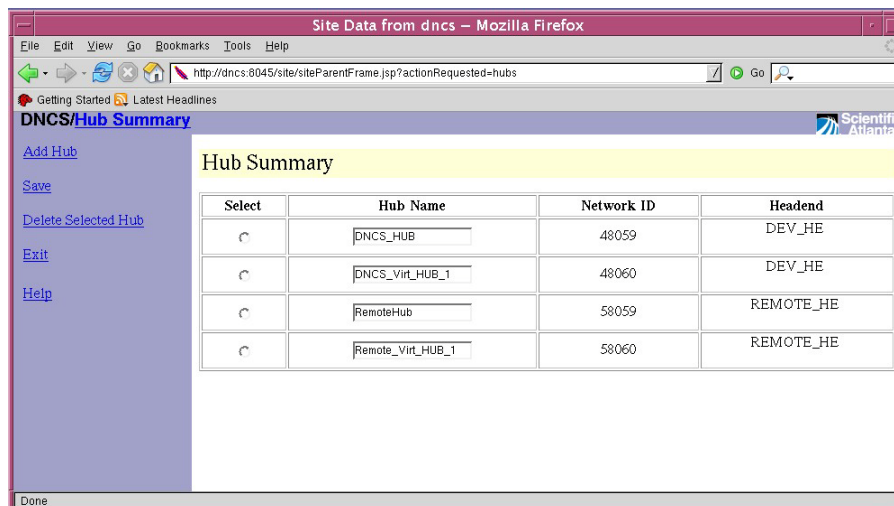 Site Data from dncs – Mozilla Firefox
File Edit View Go Bookmarks Tools Help
http://dncs:8045/site/siteParentFrame.jsp?actionRequested=hubs
Go
Getting Started Latest Headlines
DNCS/Hub Summary
Scientifi
Atlanta
Add Hub
Save
Delete Selected Hub
Exit
Help
Hub Summary
Select Hub Name Network ID Headend
DNCS_HUB 48059 DEV_HE
DNCS_Virt_HUB_1 48060 DEV_HE
RemoteHub 58059 REMOTE_HE
Remote_Virt_HUB_1 58060 REMOTE_HE
Done